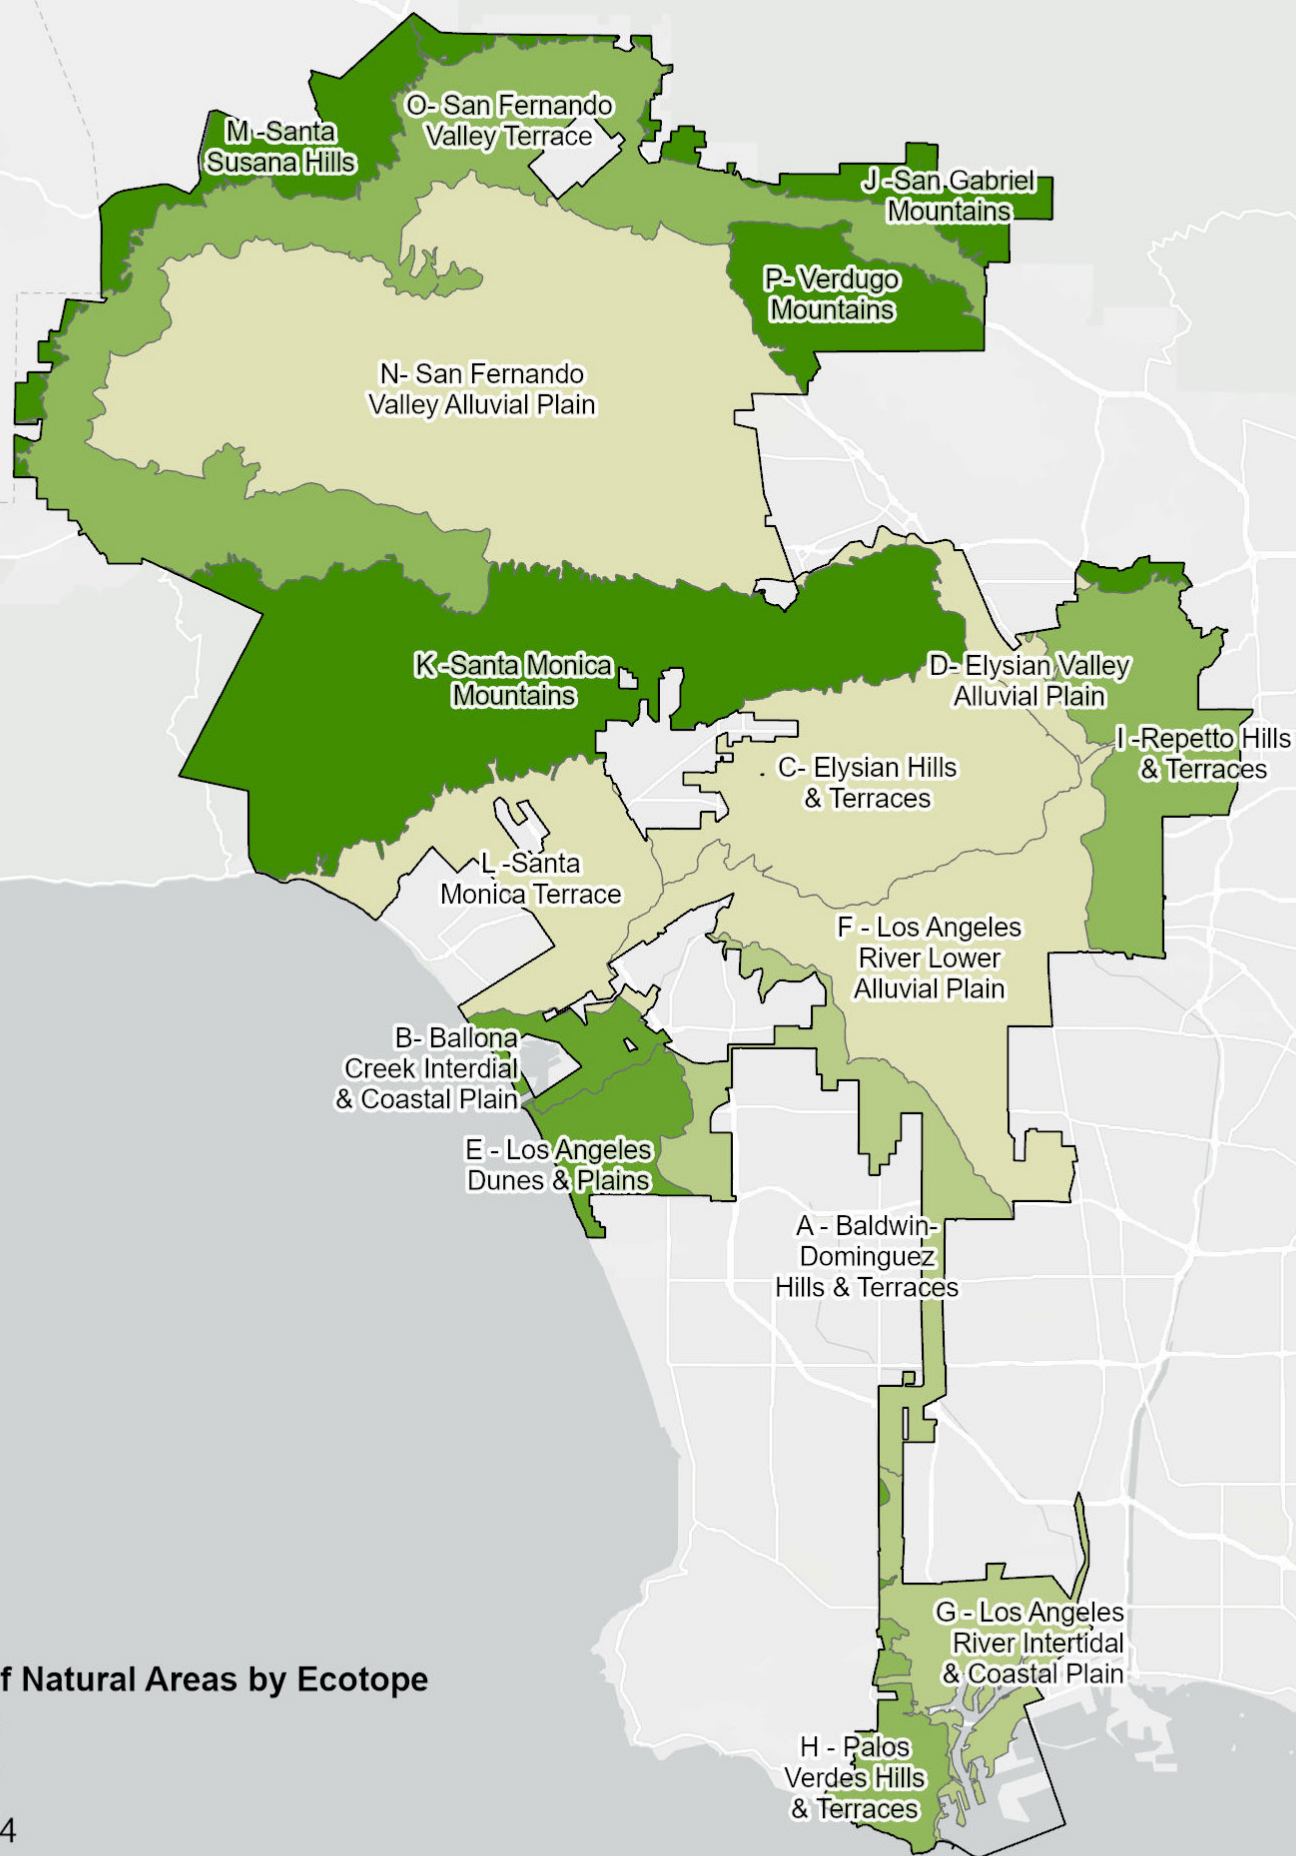 O- San Fernando
Valley Terrace
M -Santa
Susana Hills
J -San Gabriel
Mountains
P- Verdugo
Mountains
N- San Fernando
Valley Alluvial Plain
K -Santa Monica
Mountains
D- Elysian Valley
Alluvial Plain
I -Repetto Hills
& Terraces
C- Elysian Hills
& Terraces
L -Santa
Monica Terrace
F - Los Angeles
River Lower
Alluvial Plain
B- Ballona
Creek Interdial
& Coastal Plain
E - Los Angeles
Dunes & Plains
A - Baldwin-
Dominguez
Hills & Terraces
G - Los Angeles
River Intertidal
& Coastal Plain
f Natural Areas by Ecotope
H - Palos
Verdes Hills
& Terraces
4